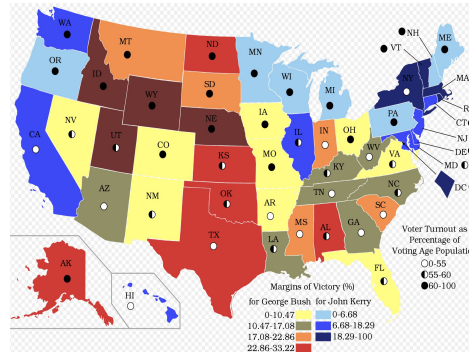 WA
NH
ME
VT
MT
ND
MN
OR
ID
WI
NY
MA
SD
MI
R
WY
CT
IA
PA
NE
NJ
NV
OH
IL
IN
DE
UT
CO
WV
MD
CA
VA
KS
MO
KY
DC
NC
TN
OK
AZ
NM
AR
SC
MS
AL
GA
TX
LA
FL
AK
HI
Voter Turnout as
Percentage of
Voting Age Population
0-55
55-60
60-100
Margins of Victory (%)
for George Bush
for John Kerry
0-10.47
0-6.68
10.47-17.08
6.68-18.29
17.08-22.86
18.29-100
22.86-33.22